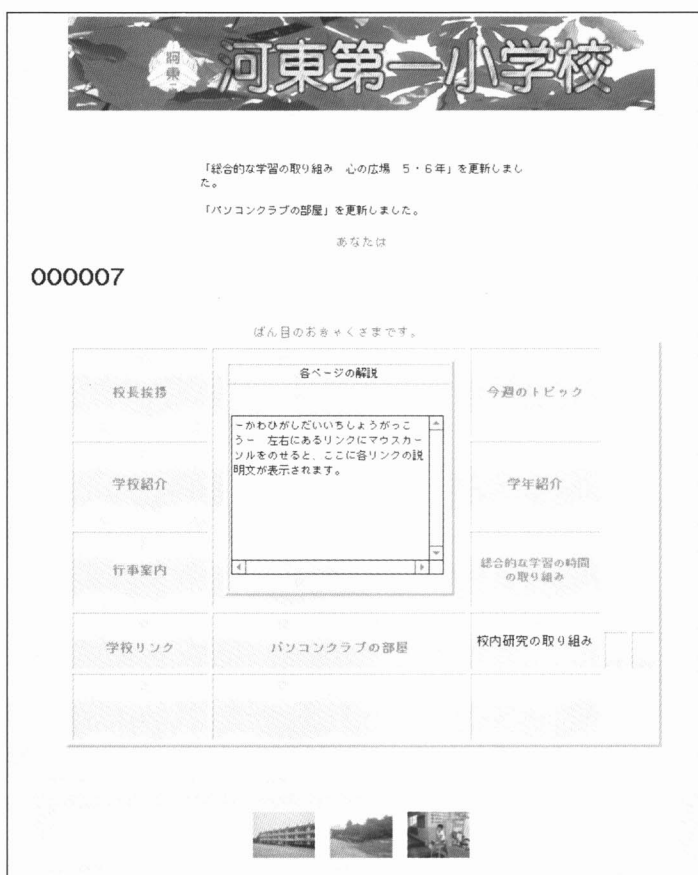 河東第一小学校
「総合的な学習の取り組み 心の広場 5・6年」を更新しまし
た。
「パソコンクラブの部屋」を更新しました。
あなたは
000007
ばん目のおきゃくさまです。
各ページの解説
校長挨拶
今週のトピック
-かわひがしだいいちしょうがっこ
うー 左右にあるリンクにマウスカー
ソルをのせると、ここに各リンクの説
明文が表示されます。
学校紹介
学年紹介
行事案内
総合的な学習の時間
の取り組み
学校リンク
パソコンクラブの部屋
校内研究の取り組み